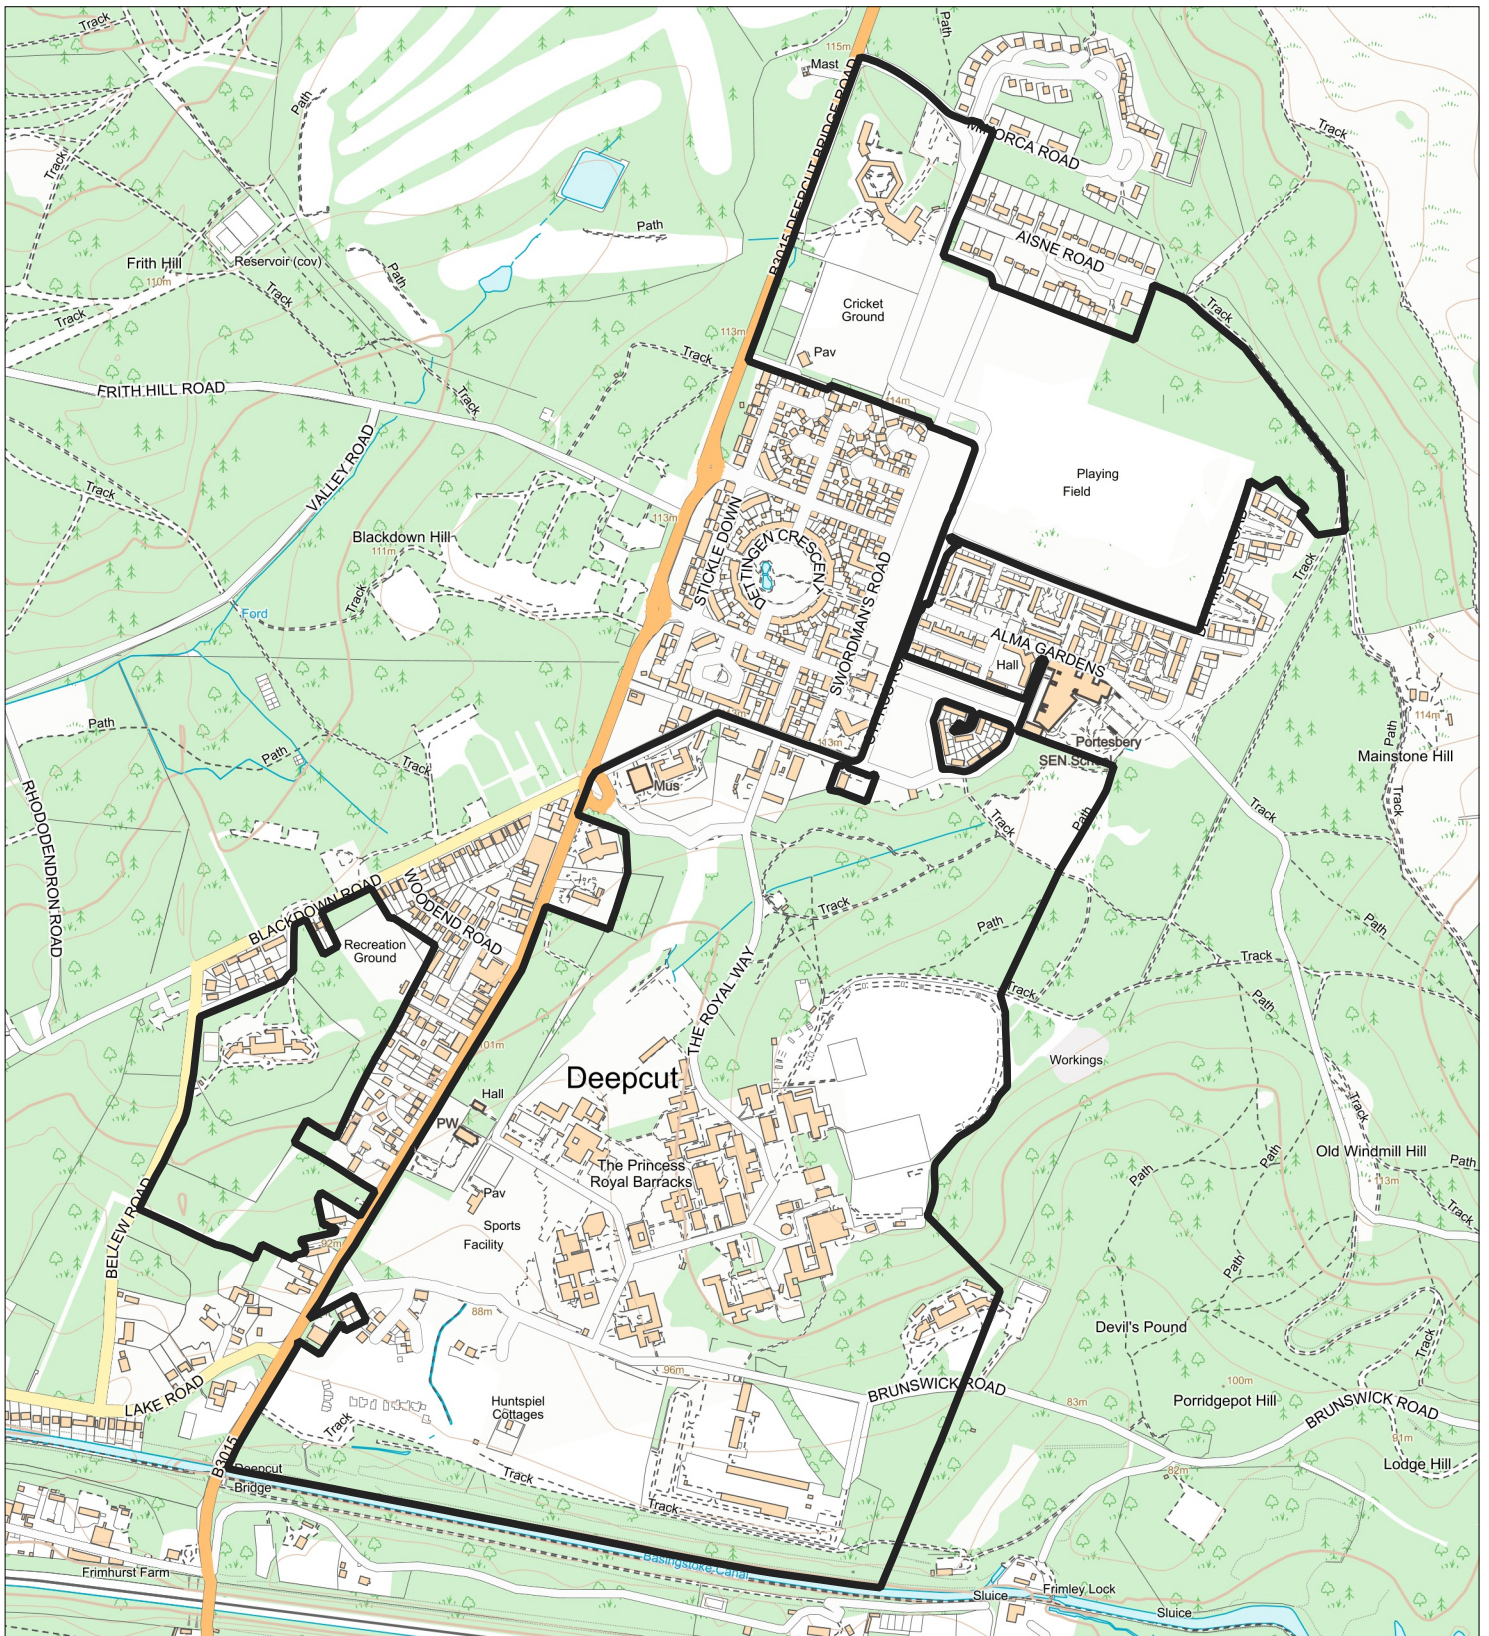 Track
Path
115m
Mast
Track
Path
B3015 DEEPCUT BRIDGE ROAD
MINORCA ROAD
Track
Path
AISNE ROAD
Frith Hill
Reservoir (cov)
110m
Path
Track
Track
Track
Cricket
Ground
113m
Pav
Track
FRITH HILL ROAD
Track
114m
VALLEY ROAD
Playing
Field
Track
STICKLE DOWN
DETTINGEN CRESCENT
113m
Blackdown Hill
111m
SWORDMANS ROAD
Track
Track
Ford
ALMA GARDENS
Hall
Path
Path
Track
113m
Portesbery
SEN School
114m
Path
Mainstone Hill
Mus
Track
Track
Path
Track
RHODODENDRON ROAD
BLACKDOWN ROAD
WOODEND ROAD
Recreation
Ground
Track
Path
Path
THE ROYAL WAY
Track
Track
Path
101m
Workings
Deepcut
Hall
PW
Track
The Princess
Royal Barracks
Old Windmill Hill
Path
Path
Path
113m
Pav
Sports
Facility
Track
BELLEW ROAD
92m
Path
88m
Devil's Pound
Track
96m
BRUNSWICK ROAD
83m
100m
Porridgepot Hill
BRUNSWICK ROAD
91m
LAKE ROAD
Huntspiel
Cottages
Track
B3015
Deepcut
Bridge
Track
82m
Lodge Hill
Track
Basingstoke Canal
Frimhurst Farm
Sluice
Frimley Lock
Sluice